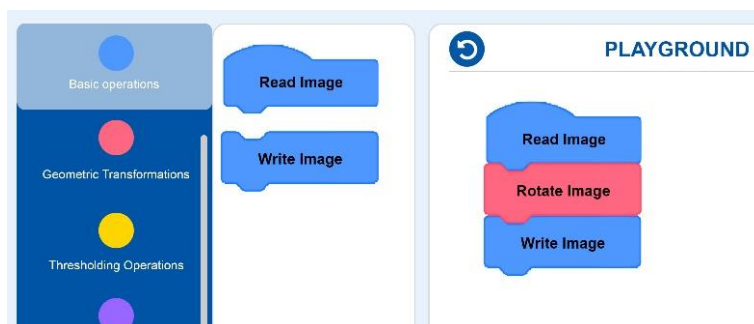 Basic operations
Geometric Transformations
Thresholding Operations
Read Image
Write Image
PLAYGROUND
Read Image
Rotate Image
Write Image